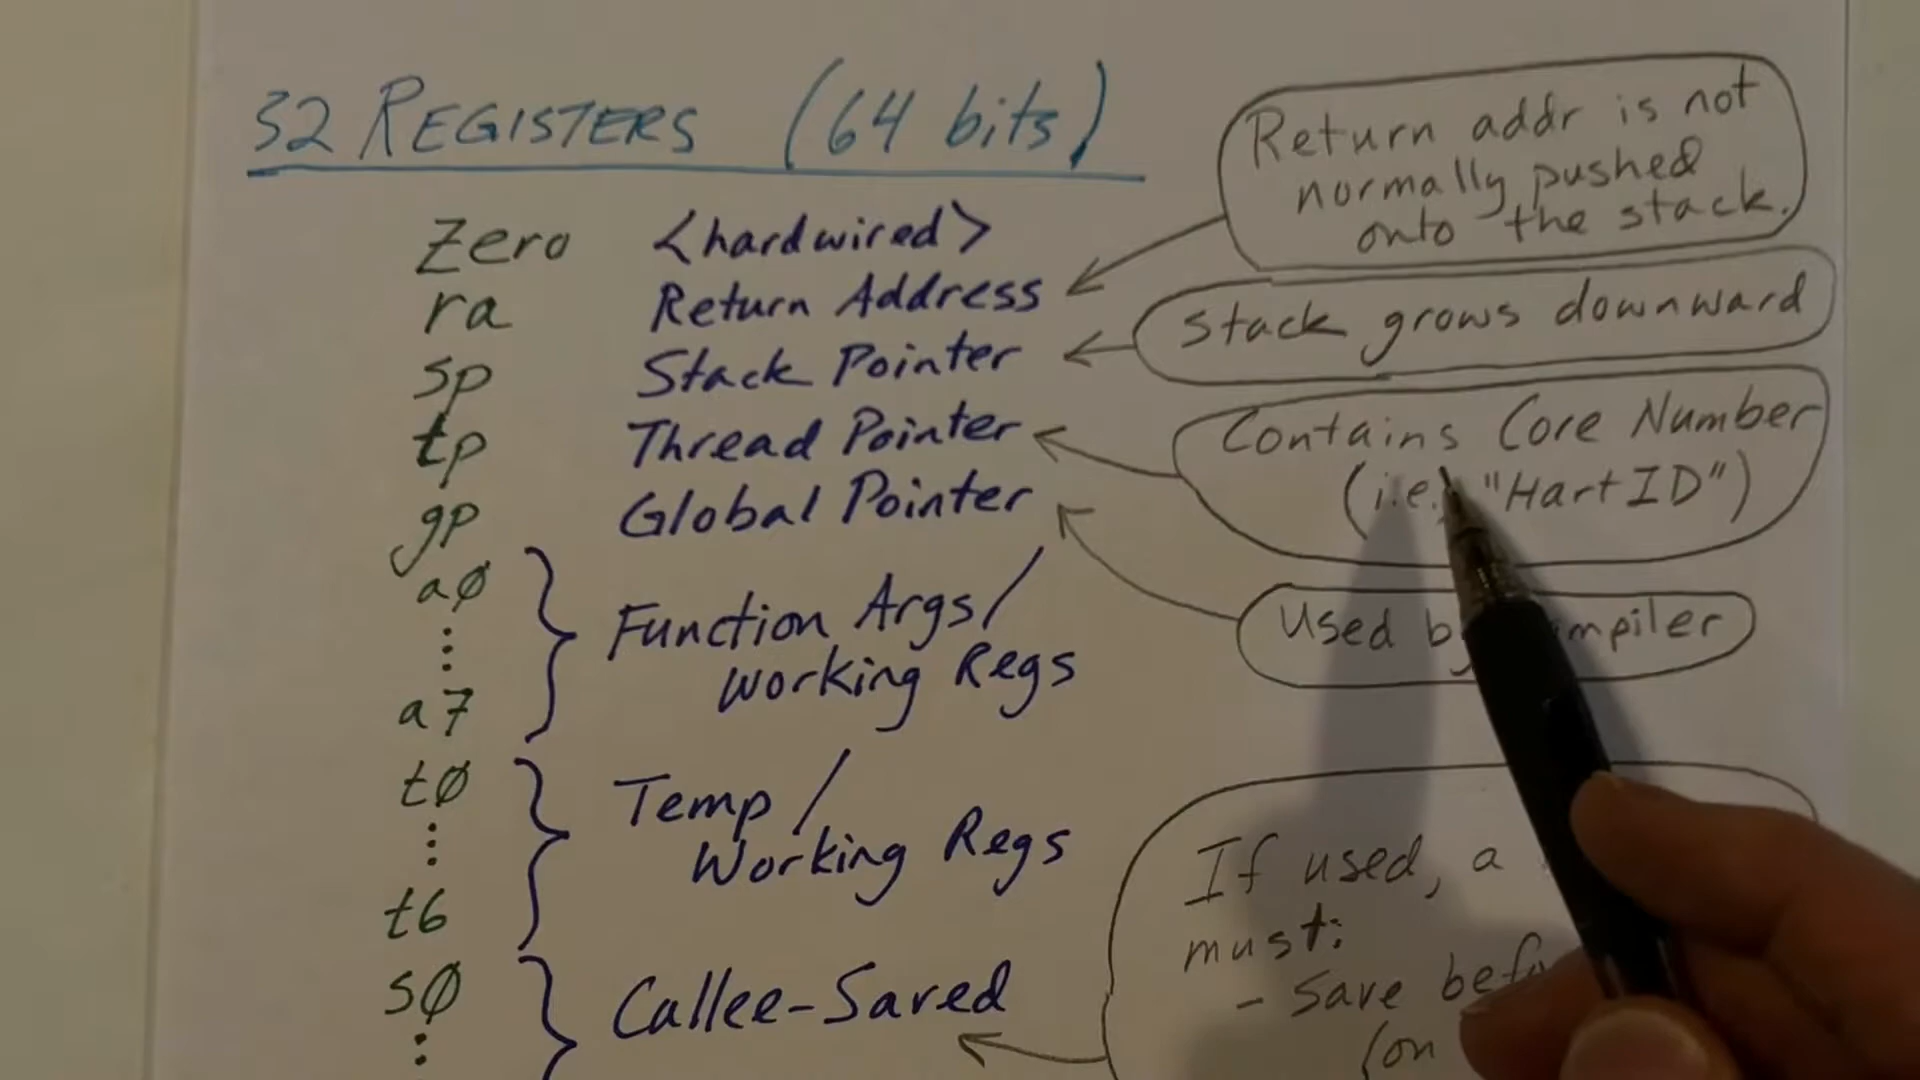 32 REGISTERS (64 bits)
Zero <hardwired>
ra Return Address
sp Stack Pointer
tp Thread Pointer
gp Global Pointer
a0
⋮
a7
Function Args/
Working Regs
t0
⋮
t6
Temp/
Working Regs
s0
⋮
Callee-Saved
Return addr is not
normally pushed
onto the stack.
Stack grows downward
Contains Core Number
(i.e., "HartID")
Used
If used, a
must:
- Save
(on